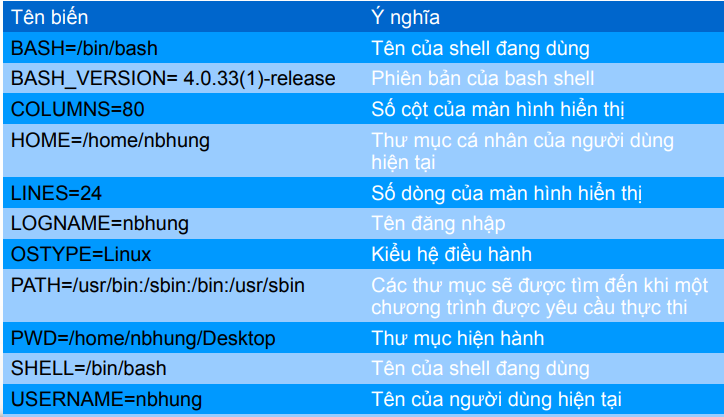 Tên biến Ý nghĩa
BASH=/bin/bash Tên của shell đang dùng
BASH_VERSION= 4.0.33(1)-release Phiên bản của bash shell
COLUMNS=80 Số cột của màn hình hiển thị
HOME=/home/nbhung Thư mục cá nhân của người dùng
hiện tại
LINES=24 Số dòng của màn hình hiển thị
LOGNAME=nbhung Tên đăng nhập
OSTYPE=Linux Kiểu hệ điều hành
PATH=/usr/bin:/sbin:/bin:/usr/sbin Các thư mục sẽ được tìm đến khi một
chương trình được yêu cầu thực thi
PWD=/home/nbhung/Desktop Thư mục hiện hành
SHELL=/bin/bash Tên của shell đang dùng
USERNAME=nbhung Tên của người dùng hiện tại